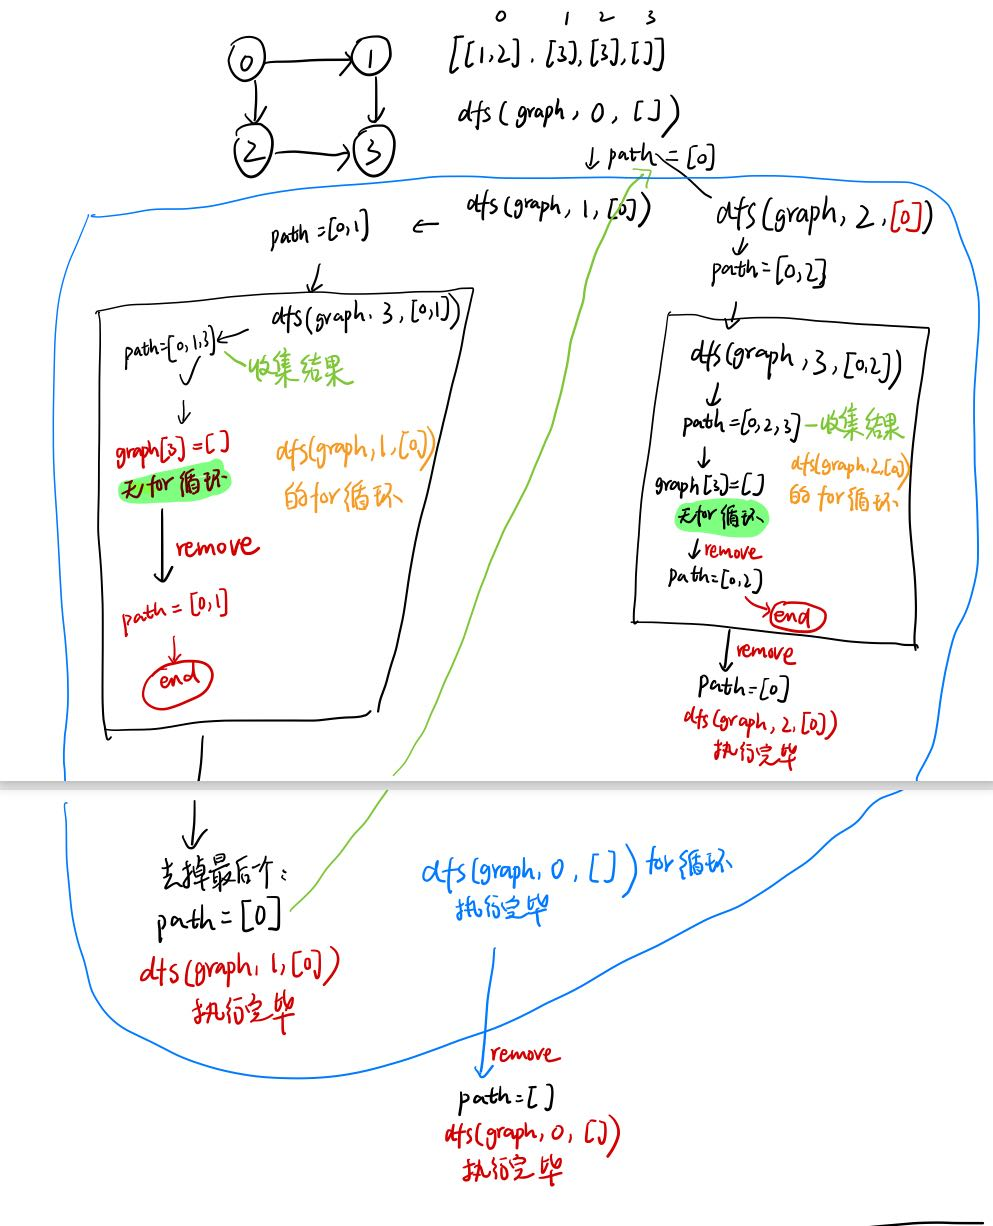 0 1 2 3
0 1
[[1,2],[3],[3],[]]
2 3
dfs(graph, 0, [])
↓ path = [0]
dfs(graph, 1, [0])
← path = [0,1]
dfs(graph, 3, [0,1])
path=[0,1,3]
收集结果
graph[3] = []
无for循环
dfs(graph,1,[0])
的for循环
remove
path = [0,1]
end
去掉最后个:
path = [0]
dfs(graph, 1, [0])
执行完毕
dfs(graph, 2, [0])
path = [0,2]
dfs(graph, 3, [0,2])
path = [0,2,3]
收集结果
graph[3]=[]
无for循环
dfs(graph,2,[0])
的for循环
remove
path=[0,2]
end
remove
path=[0]
dfs(graph, 2, [0])
执行完毕
dfs(graph, 0, []) for循环
执行完毕
remove
path=[]
dfs(graph, 0, [])
执行完毕